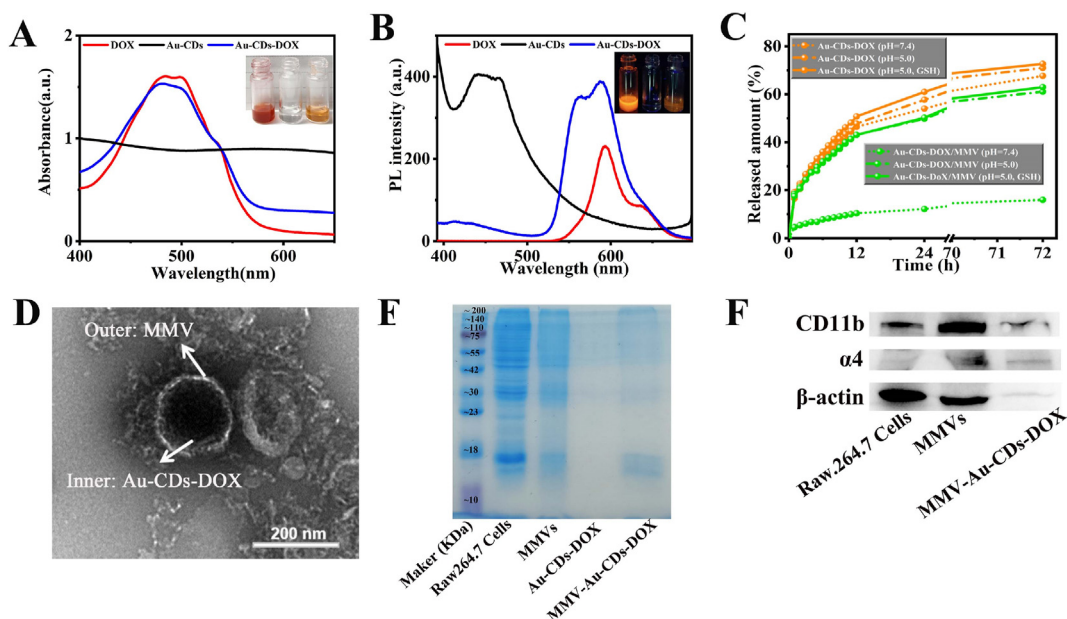 A
2
1
0
Absorbance(a.u.)
DOX
Au-CDs
Au-CDs-DOX
400
500
600
Wavelength(nm)
B
400
200
0
PL intensity (a.u.)
DOX
Au-CDs
Au-CDs-DOX
400
500
600
Wavelength (nm)
C
80
60
40
20
0
Released amount (%)
Au-CDs-DOX (pH=7.4)
Au-CDs-DOX (pH=5.0)
Au-CDs-DOX (pH=5.0, GSH)
Au-CDs-DOX/MMV (pH=7.4)
Au-CDs-DOX/MMV (pH=5.0)
Au-CDs-DoX/MMV (pH=5.0, GSH)
0
12
24
70
71
72
Time (h)
D
Outer: MMV
Inner: Au-CDs-DOX
200 nm
E
~ 200
~140
~110
~75
~55
~42
~30
~23
~18
~10
Maker (KDa)
Raw264.7 Cells
MMVs
Au-CDs-DOX
MMV-Au-CDs-DOX
F
CD11b
α4
β-actin
Raw.264.7 Cells
MMVs
MMV-Au-CDs-DOX